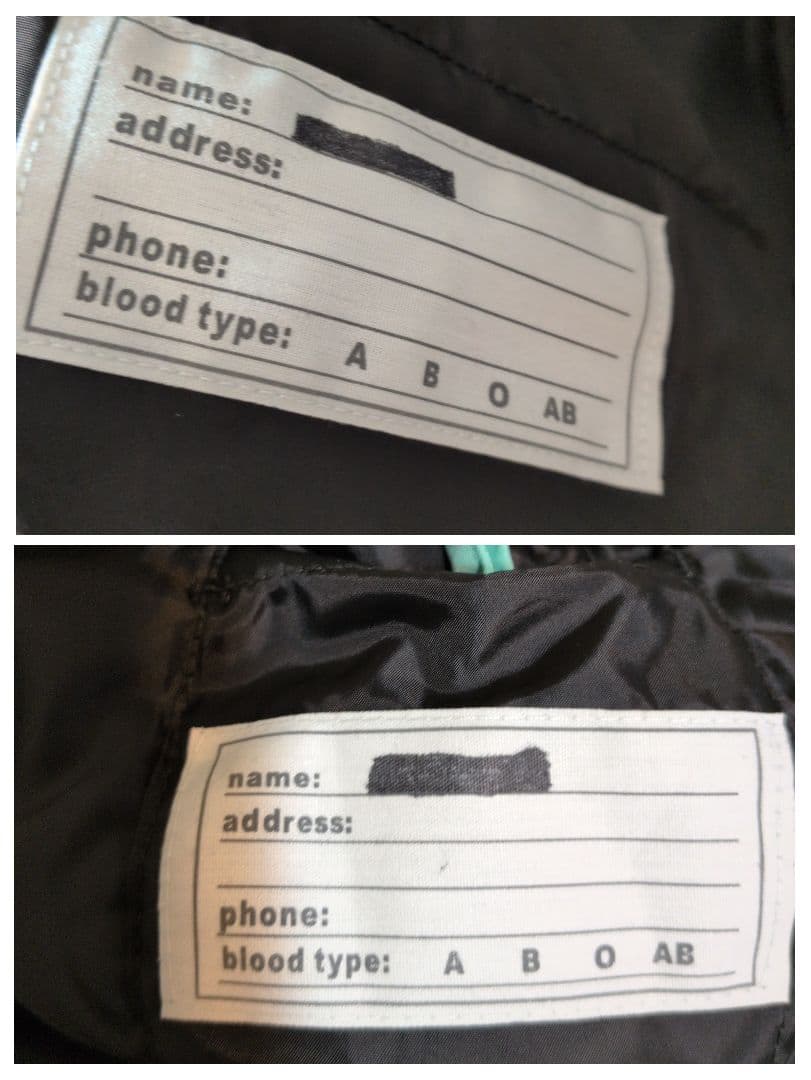 name:
address:
phone:
blood type: A B O AB
name:
address:
phone:
blood type: A B O AB